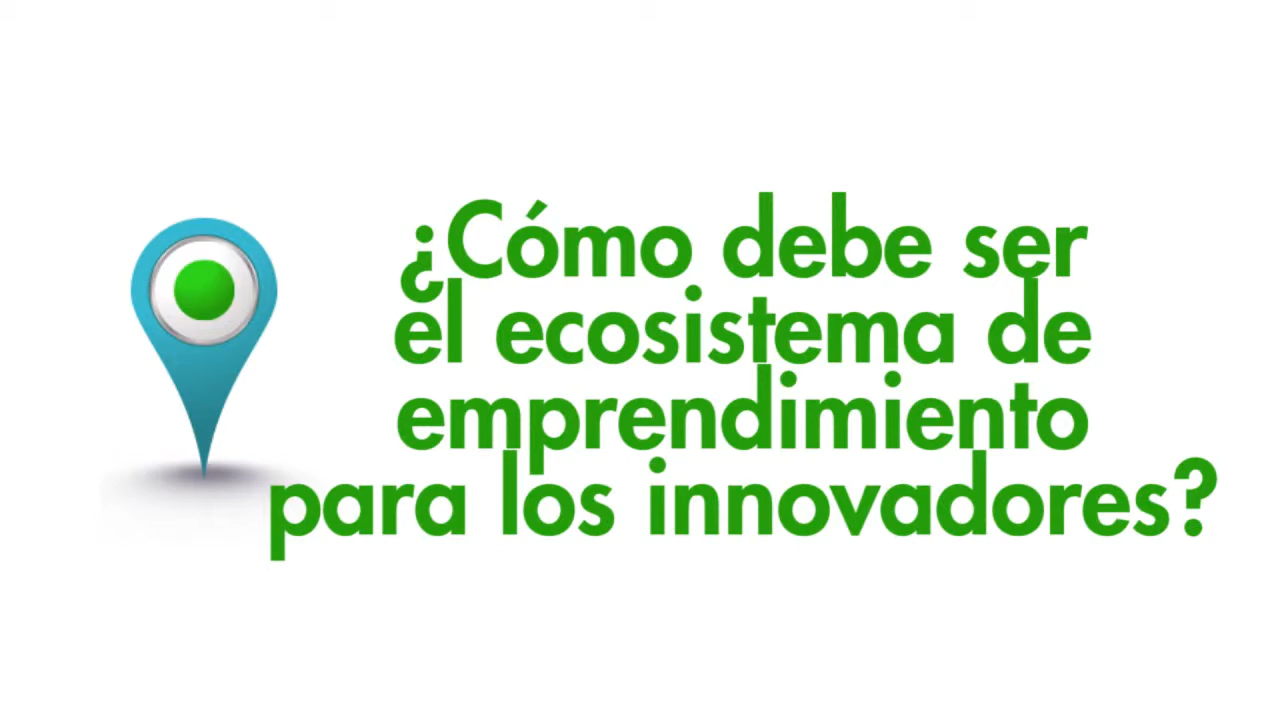 ¿Cómo debe ser
el ecosistema de
emprendimiento
para los innovadores?